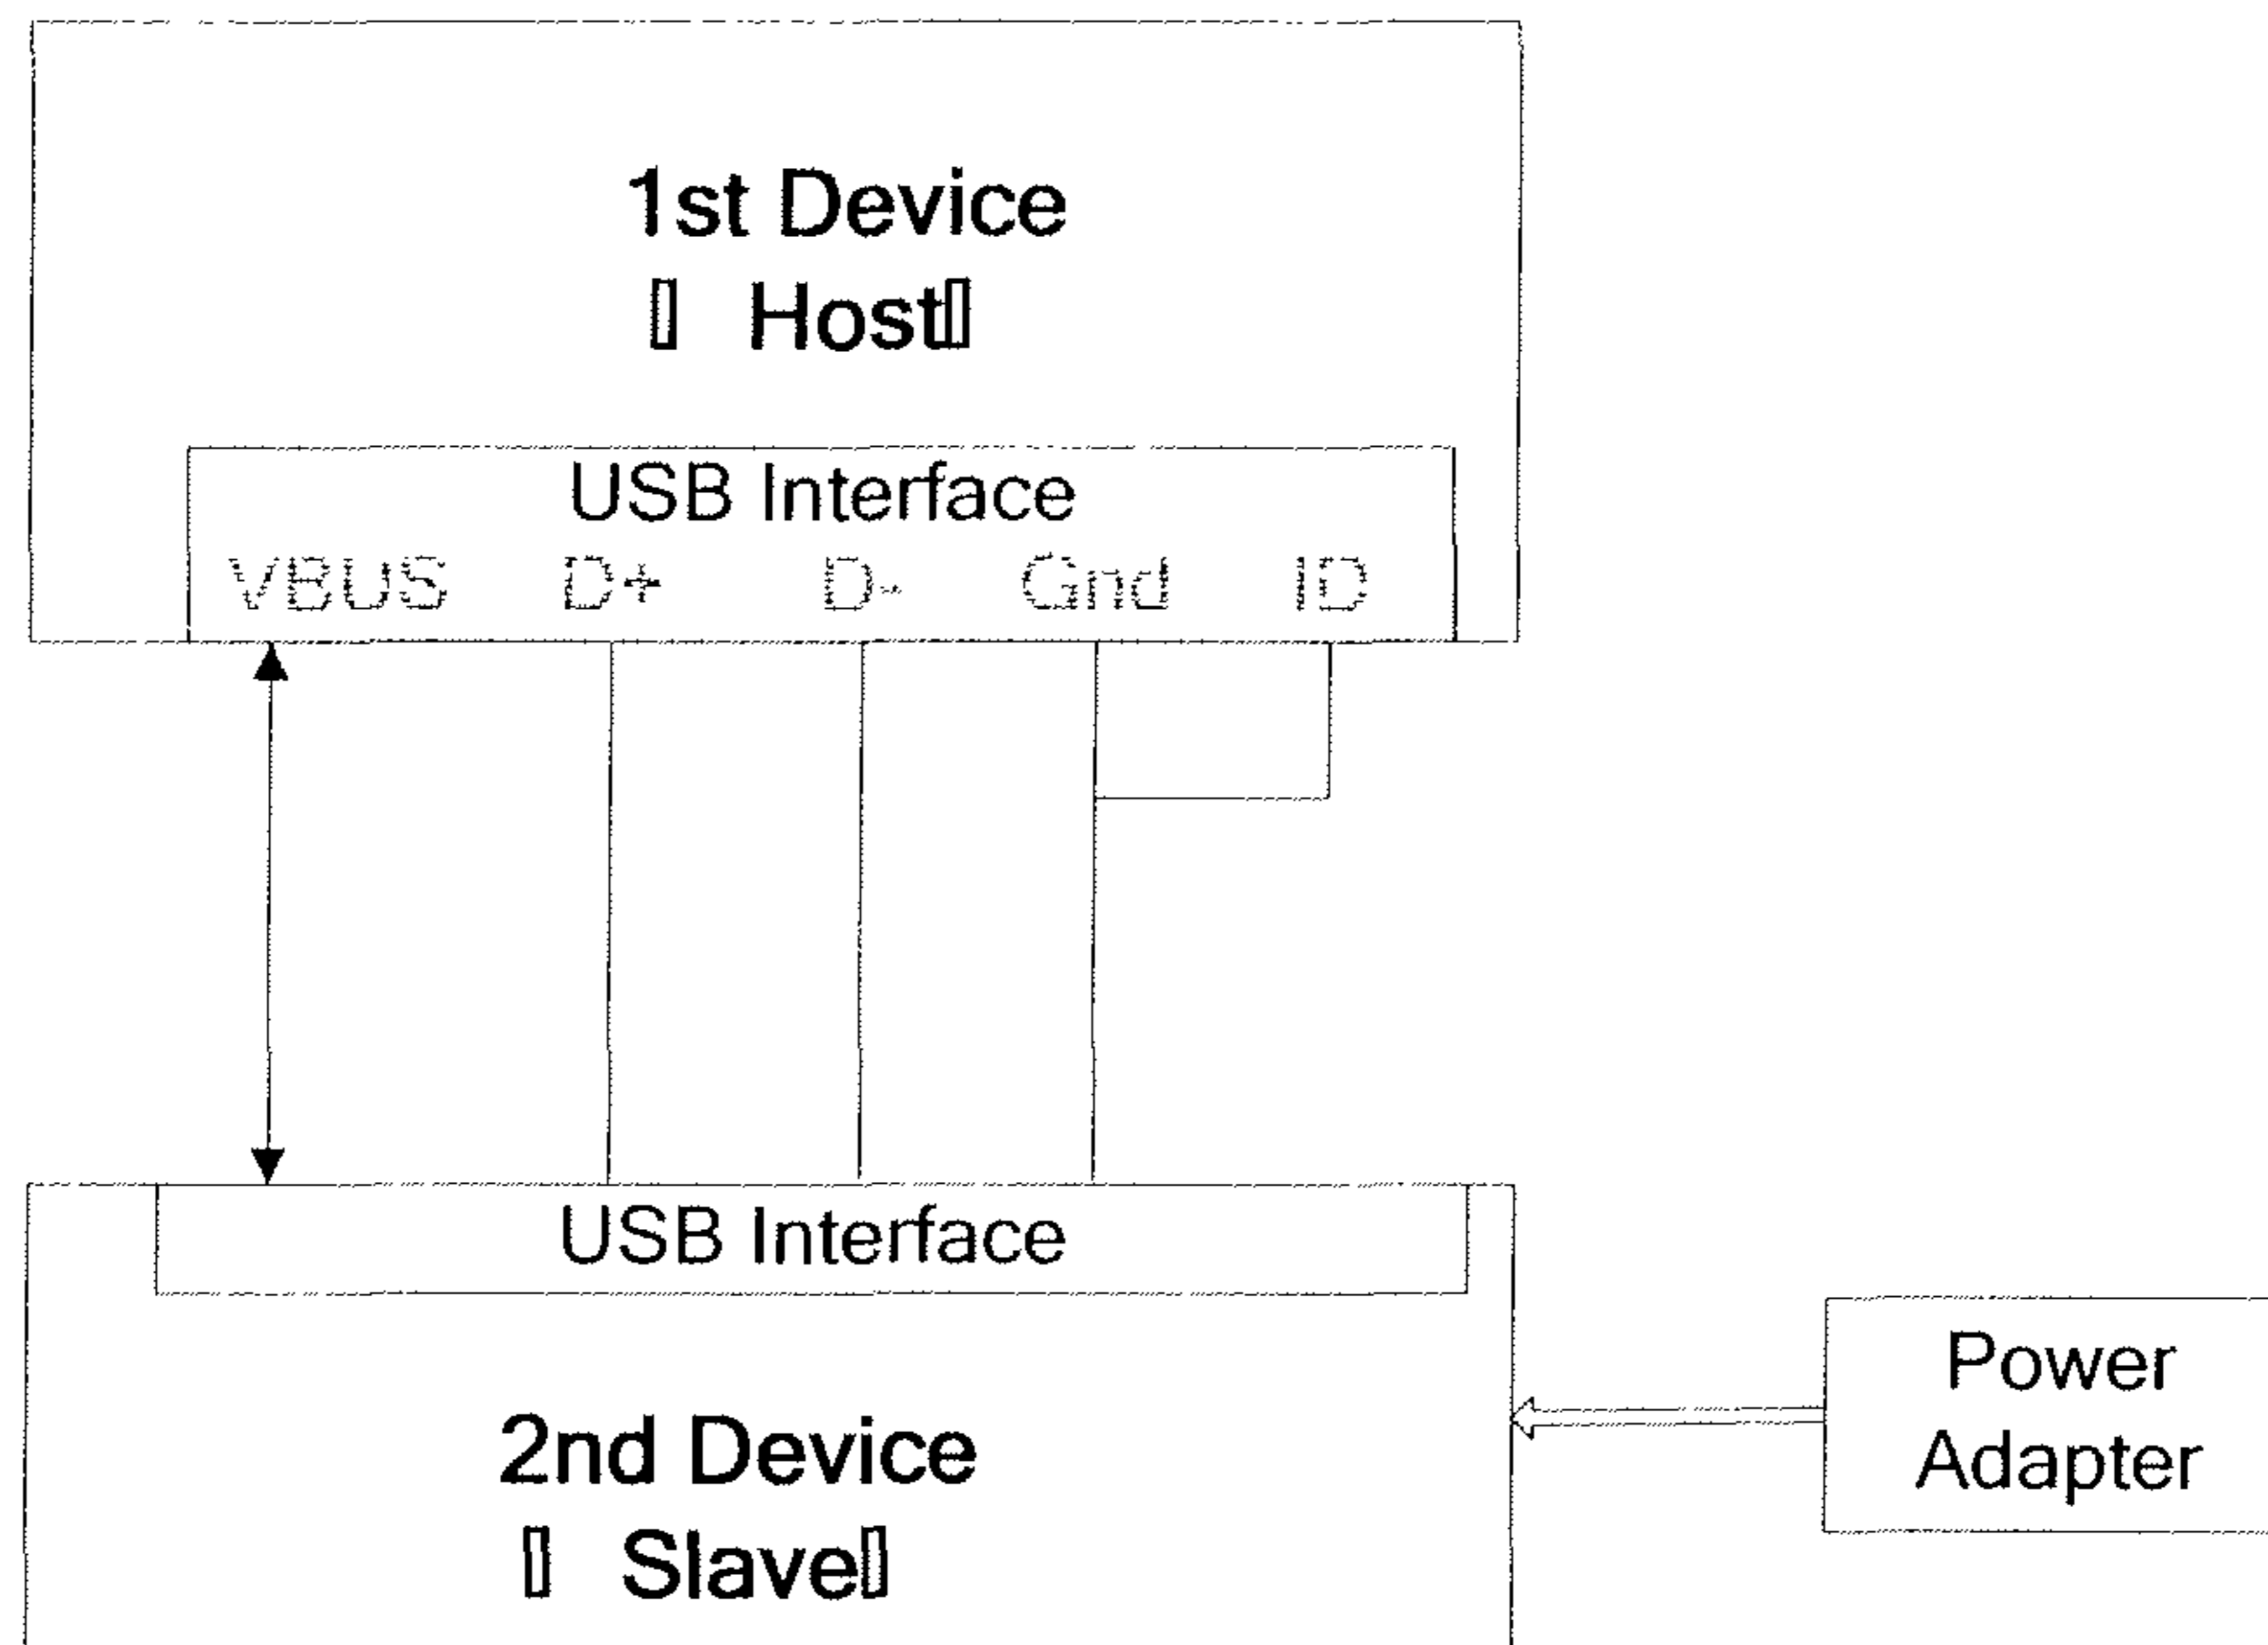 1st Device
▯ Host▯
USB Interface
VBUS D+ D- Gnd ID
USB Interface
2nd Device
▯ Slave▯
Power
Adapter